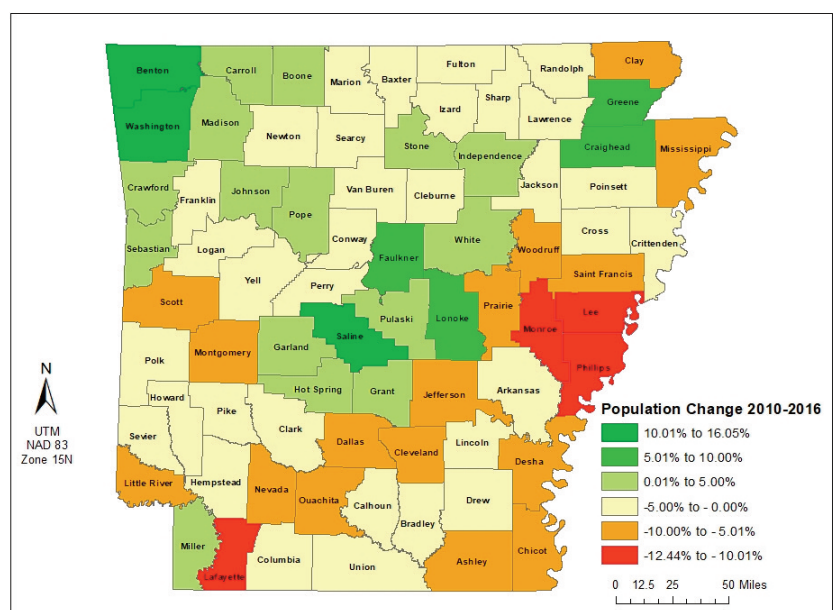 Benton
Carroll
Boone
Marion
Baxter
Fulton
Randolph
Clay
Sharp
Izard
Greene
Washington
Madison
Newton
Searcy
Stone
Lawrence
Independence
Craighead
Mississippi
Crawford
Franklin
Johnson
Pope
Van Buren
Cleburne
Jackson
Poinsett
Sebastian
Logan
Conway
Faulkner
White
Woodruff
Cross
Crittenden
Scott
Yell
Perry
Saint Francis
Prairie
Monroe
Lee
Saline
Pulaski
Lonoke
Phillips
Polk
Montgomery
Garland
Hot Spring
Grant
Jefferson
Arkansas
Howard
Pike
Clark
Sevier
Dallas
Cleveland
Lincoln
Desha
Little River
Hempstead
Nevada
Ouachita
Calhoun
Bradley
Drew
Miller
Lafayette
Columbia
Union
Ashley
Chicot
N
UTM
NAD 83
Zone 15N
Population Change 2010-2016
10.01% to 16.05%
5.01% to 10.00%
0.01% to 5.00%
-5.00% to - 0.00%
-10.00% to - 5.01%
-12.44% to - 10.01%
0 12.5 25 50 Miles